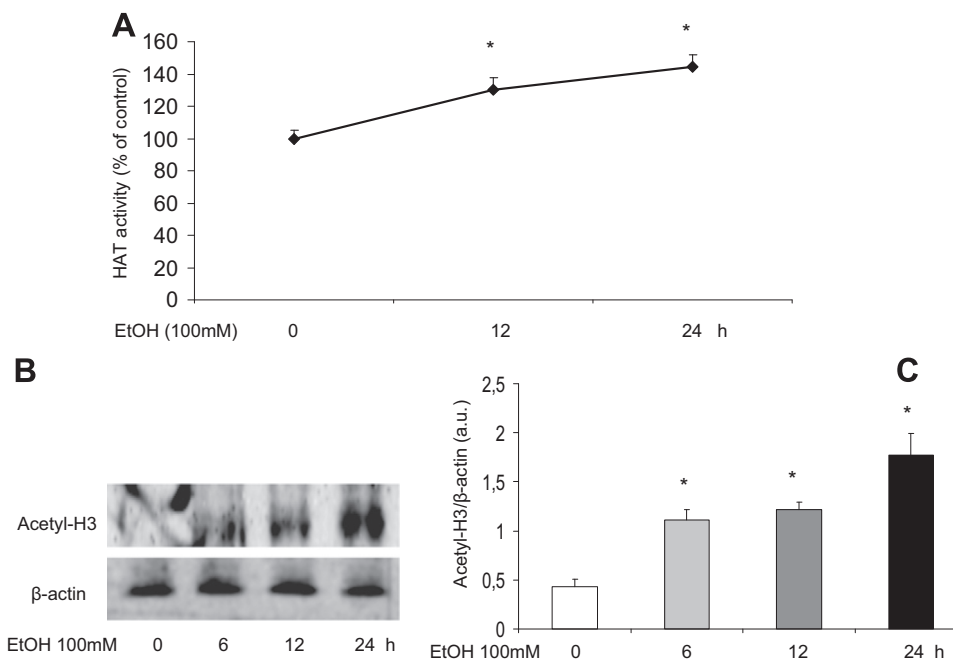 A
160
140
120
100
80
60
40
20
0
HAT activity (% of control)
* *
EtOH (100mM) 0 12 24 h
B
Acetyl-H3
β-actin
EtOH 100mM 0 6 12 24 h
C
2,5
2
1,5
1
0,5
0
Acetyl-H3/β-actin (a.u.)
* * *
EtOH 100mM 0 6 12 24 h